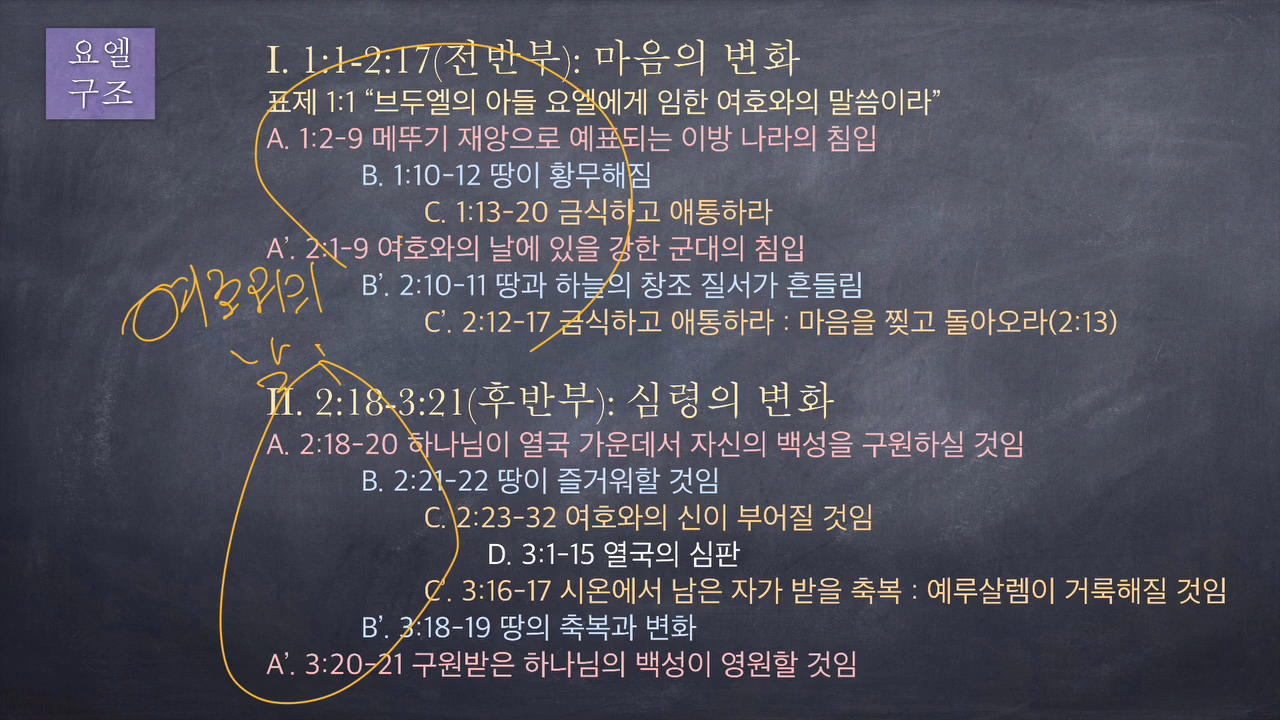 요엘
구조
I. 1:1-2:17(전반부): 마음의 변화
표제 1:1 “브두엘의 아들 요엘에게 임한 여호와의 말씀이라”
A. 1:2-9 메뚜기 재앙으로 예표되는 이방 나라의 침입
B. 1:10-12 땅이 황무해짐
C. 1:13-20 금식하고 애통하라
A’. 2:1-9 여호와의 날에 있을 강한 군대의 침입
B’. 2:10-11 땅과 하늘의 창조 질서가 흔들림
C’. 2:12-17 금식하고 애통하라 : 마음을 찢고 돌아오라(2:13)
여호와의
날
II. 2:18-3:21(후반부): 심령의 변화
A. 2:18-20 하나님이 열국 가운데서 자신의 백성을 구원하실 것임
B. 2:21-22 땅이 즐거워할 것임
C. 2:23-32 여호와의 신이 부어질 것임
D. 3:1-15 열국의 심판
C’. 3:16-17 시온에서 남은 자가 받을 축복 : 예루살렘이 거룩해질 것임
B’. 3:18-19 땅의 축복과 변화
A’. 3:20-21 구원받은 하나님의 백성이 영원할 것임